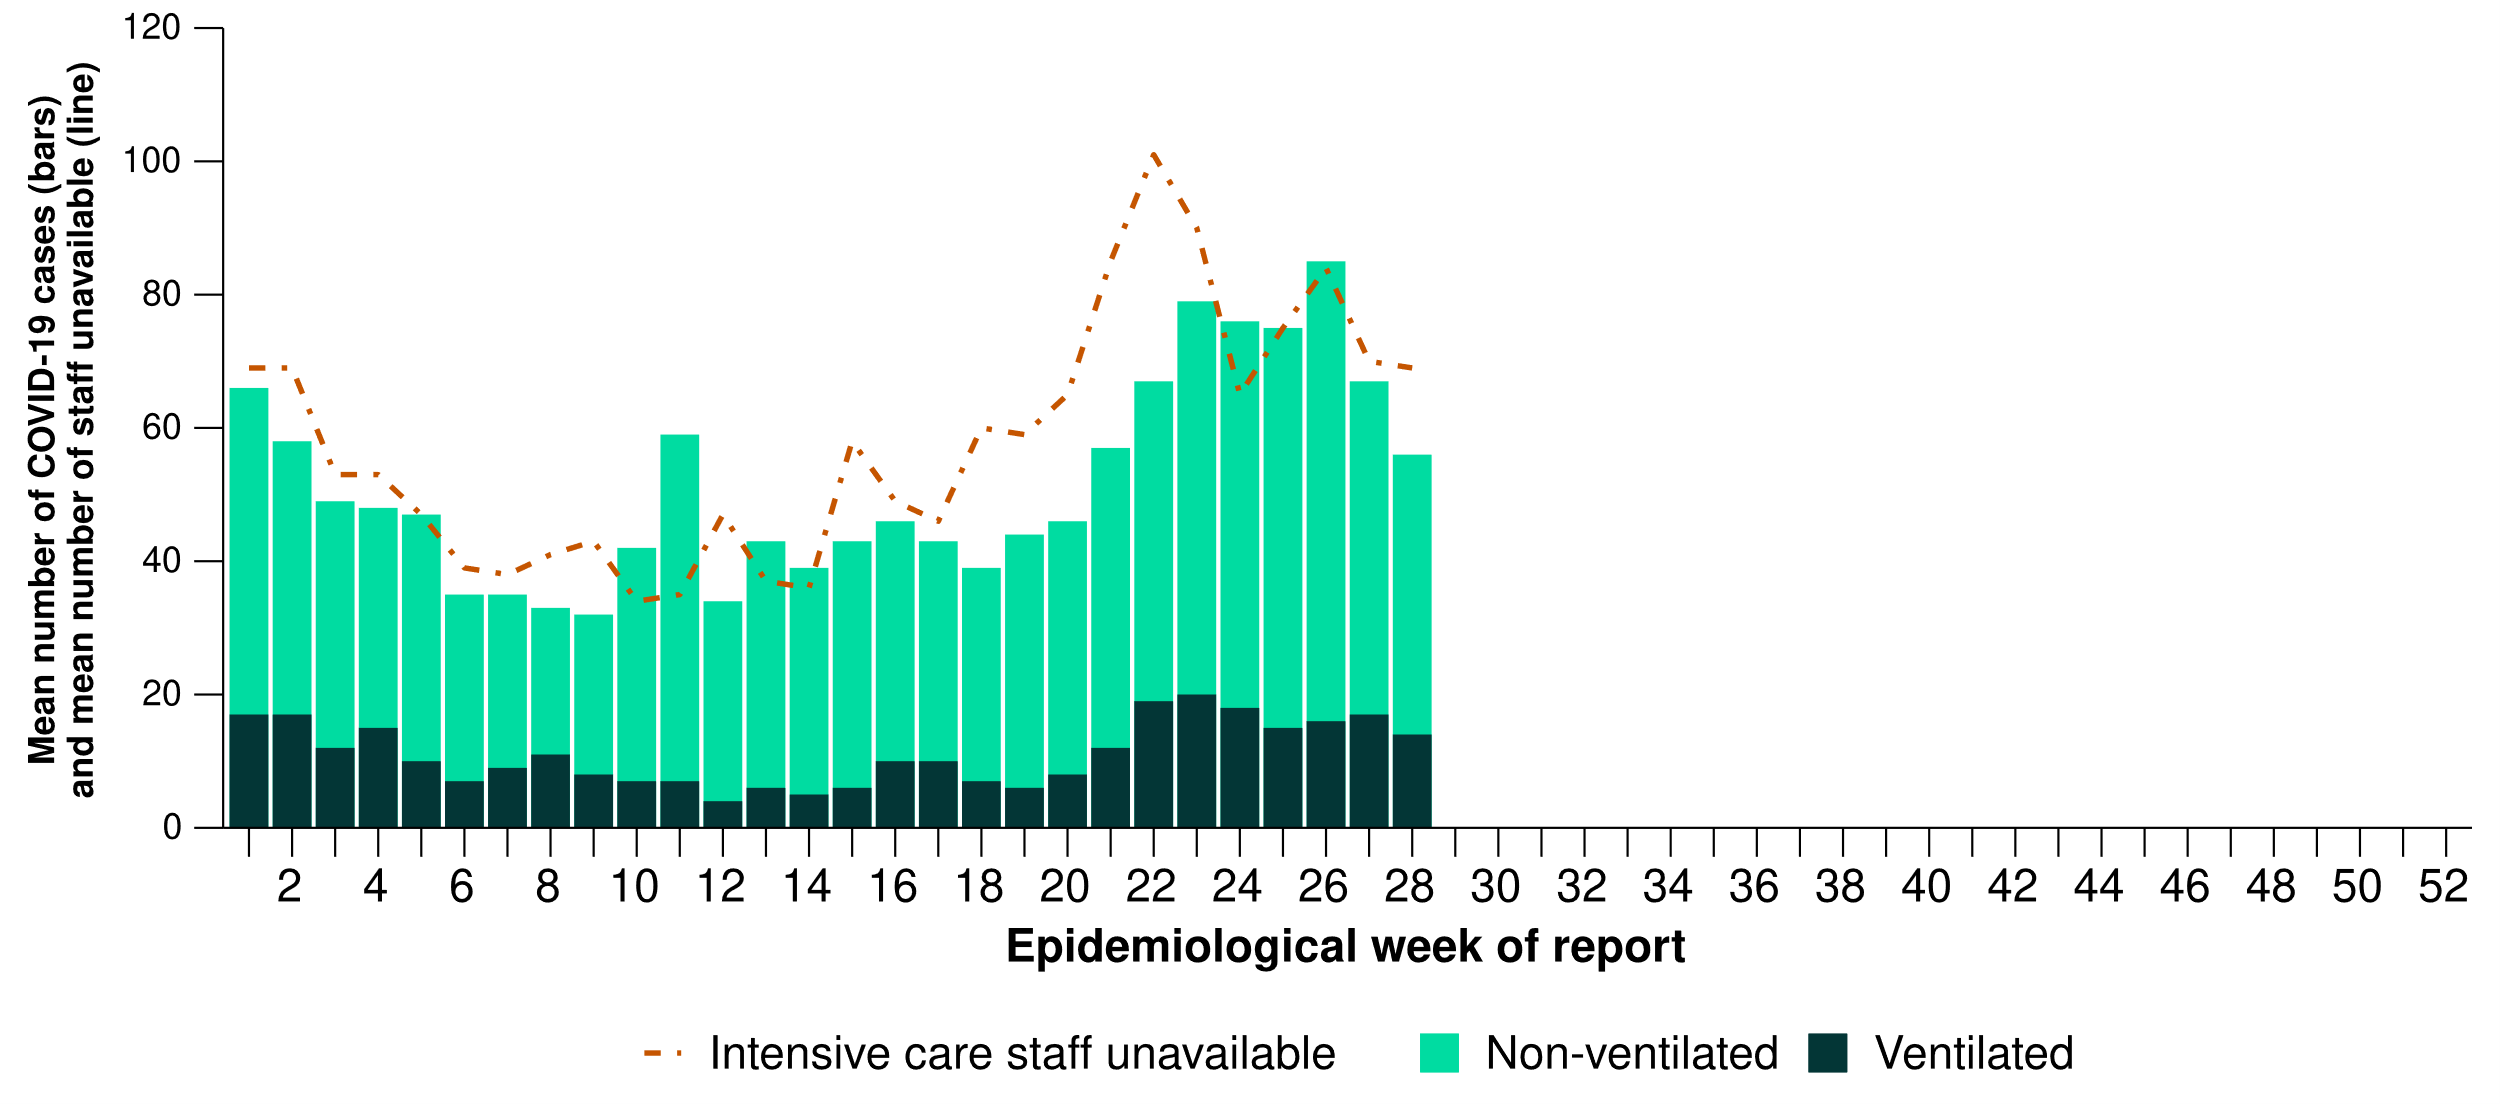 Mean number of COVID-19 cases (bars)
and mean number of staff unavailable (line)
120
100
80
60
40
20
0
2 4 6 8 10 12 14 16 18 20 22 24 26 28 30 32 34 36 38 40 42 44 46 48 50 52
Epidemiological week of report
Intensive care staff unavailable Non-ventilated Ventilated